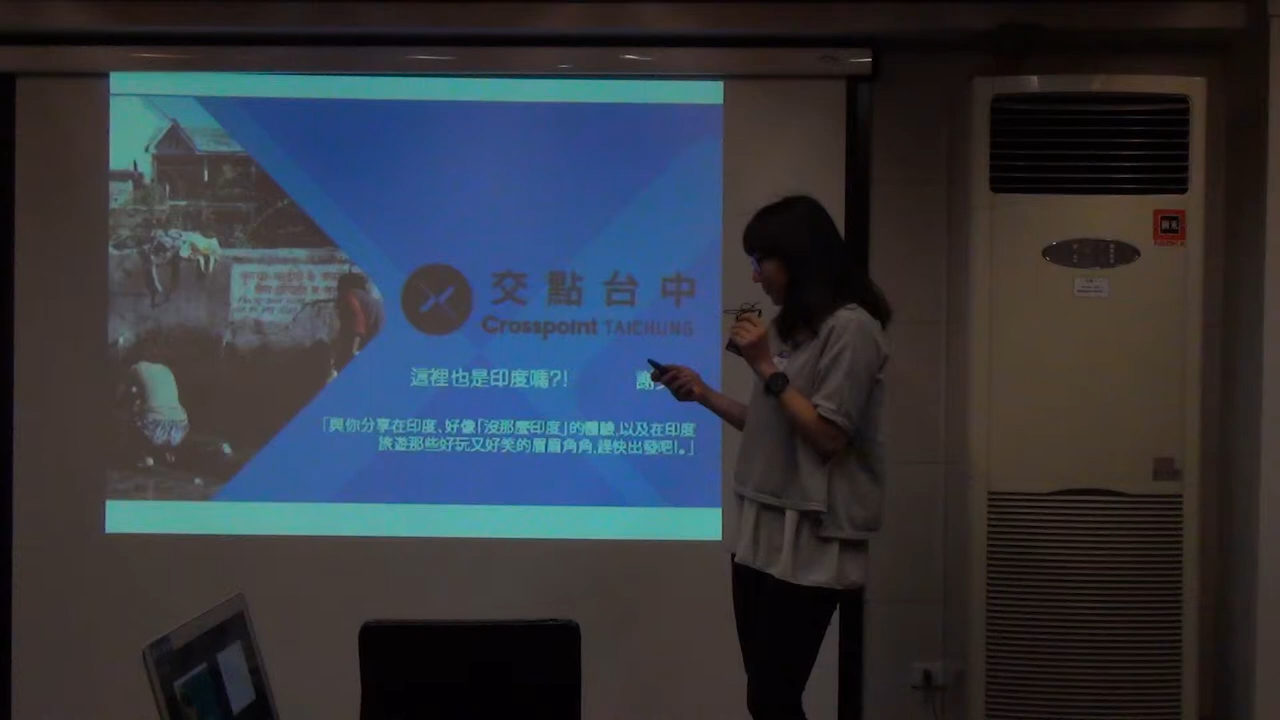 交點台中
Crosspoint TAICHUNG
這裡也是印度嗎?! 謝
「與你分享在印度、好像「沒那麼印度」的體驗,以及在印度
旅遊那些好玩又好笑的眉眉角角,趕快出發吧!。」